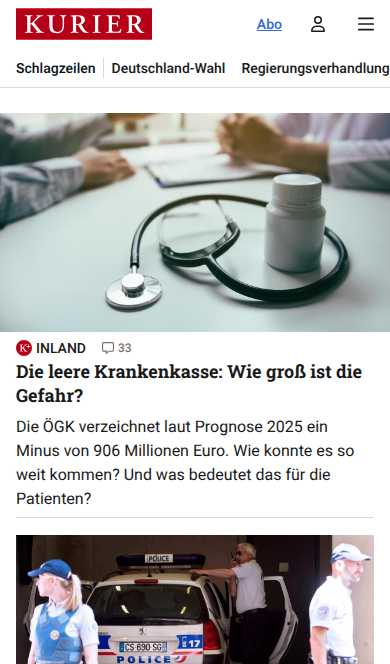 KURIER
Abo
Schlagzeilen Deutschland-Wahl Regierungsverhandlung
K+ INLAND 33
Die leere Krankenkasse: Wie groß ist die
Gefahr?
Die ÖGK verzeichnet laut Prognose 2025 ein
Minus von 906 Millionen Euro. Wie konnte es so
weit kommen? Und was bedeutet das für die
Patienten?
POLICE
CS 690 SG
17
POLICE